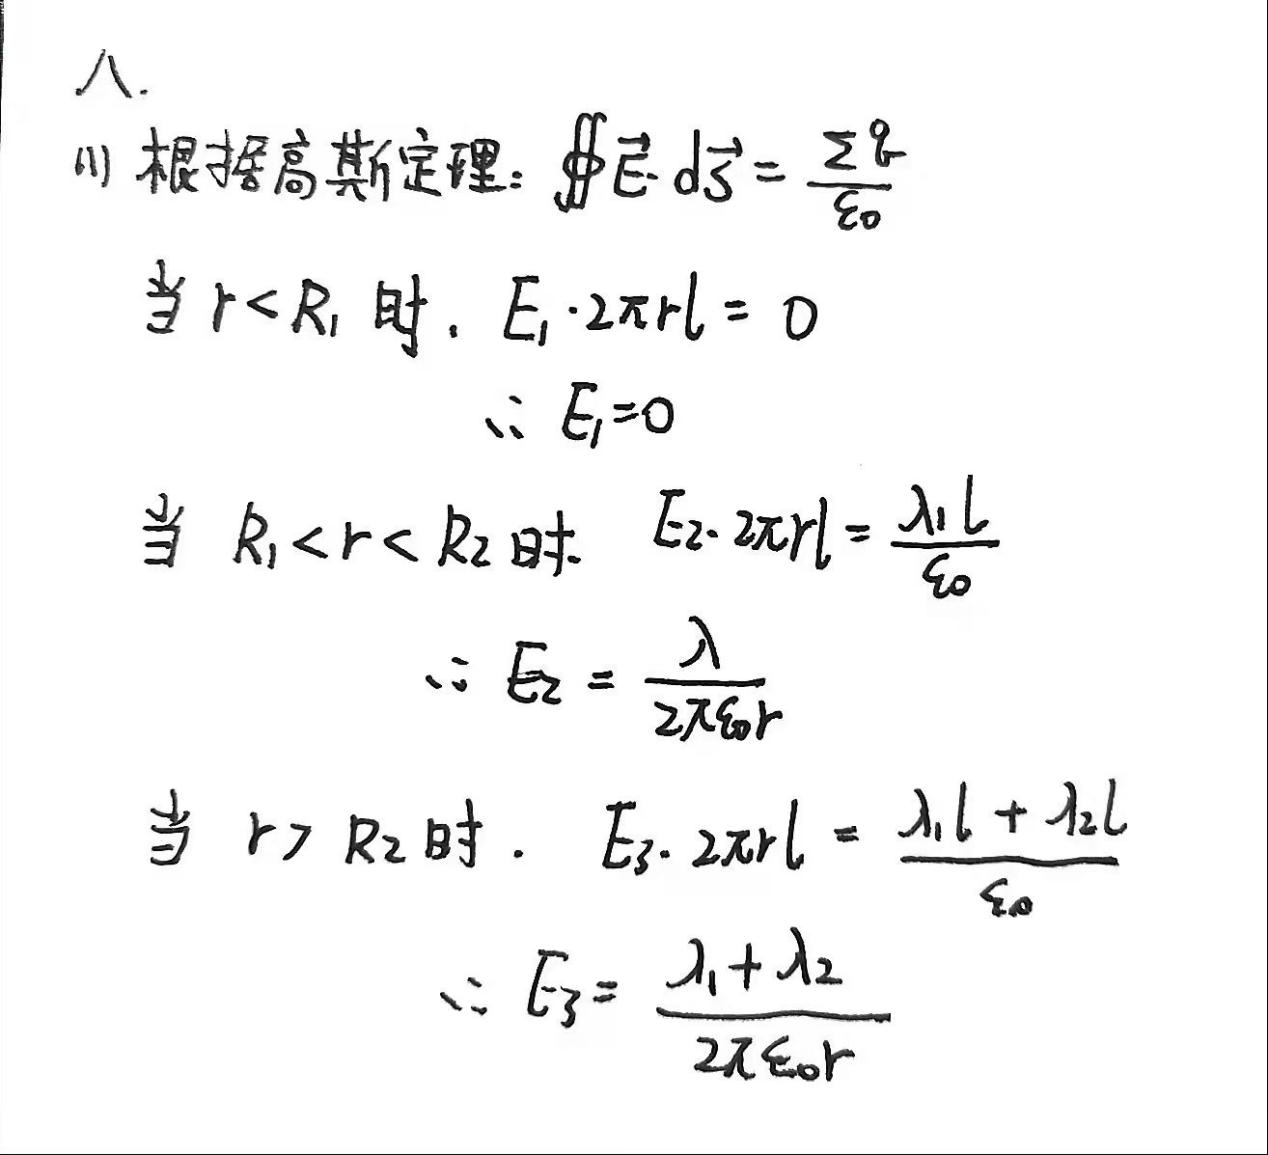 八.
(1) 根据高斯定理: ∯E⃗·dS⃗ = Σq/ε₀
当 r < R₁ 时. E₁·2πrl = 0
∴ E₁=0
当 R₁ < r < R₂ 时. E₂·2πrl = λ₁l/ε₀
∴ E₂ = λ/2πε₀r
当 r > R₂ 时. E₃·2πrl = λ₁l + λ₂l/ε₀
∴ E₃ = λ₁+λ₂/2πε₀r